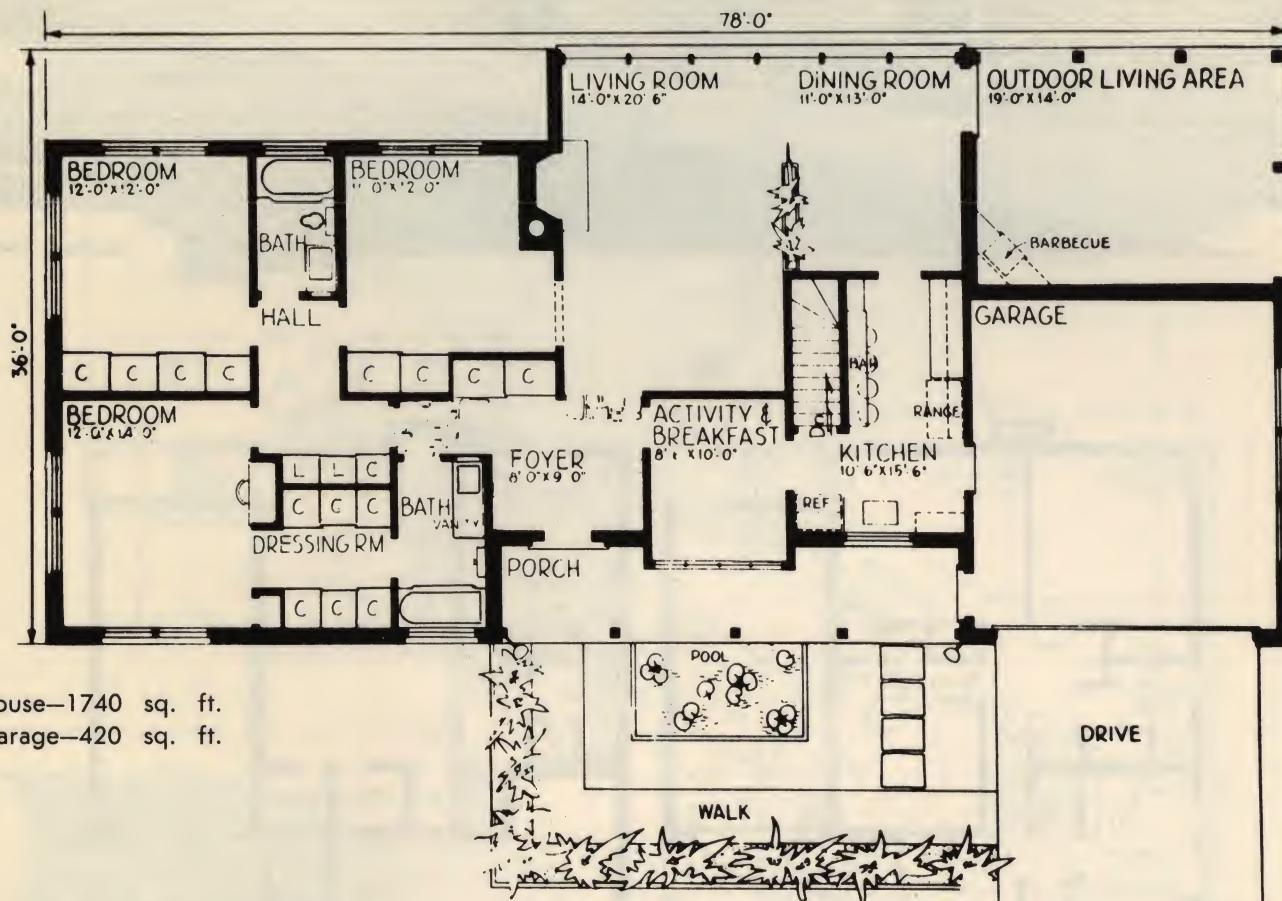 78'-0"
36'-0"
LIVING ROOM
14'-0"X20'6"
DINING ROOM
11'-0"X13'-0"
OUTDOOR LIVING AREA
19'-0"X14'-0"
BEDROOM
12'-0"X12'-0"
BATH
BEDROOM
BARBECUE
HALL
GARAGE
C C C C
C C C C
BAR
RANGE
BEDROOM
12'-0"X14'-0"
ACTIVITY &
BREAKFAST
X10'-0"
DN
FOYER
8'0"X9'0"
KITCHEN
10'6"X15'6"
L L C
C C C
BATH
VANITY
REF
DRESSING RM
PORCH
C C C
POOL
ouse—1740 sq. ft.
arage—420 sq. ft.
DRIVE
WALK